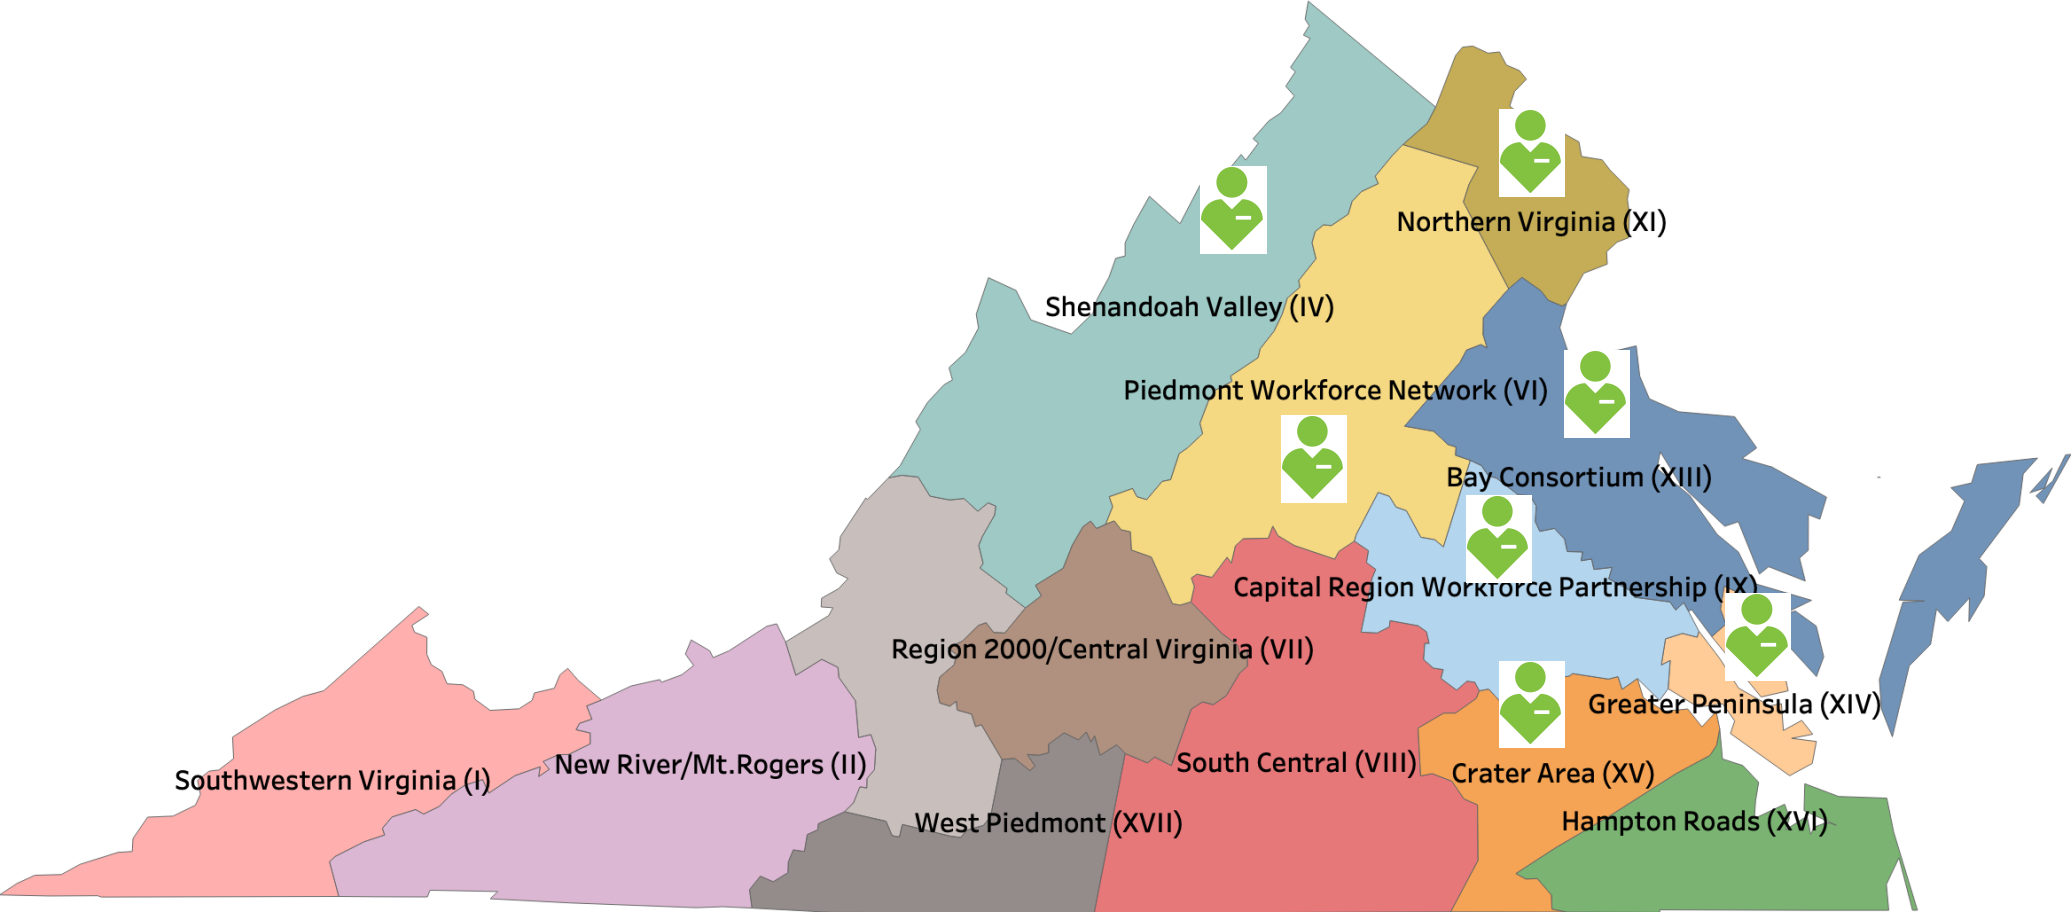 Northern Virginia (XI)
Shenandoah Valley (IV)
Piedmont Workforce Network (VI)
Bay Consortium (XIII)
Capital Region Workforce Partnership (IX)
Region 2000/Central Virginia (VII)
Greater Peninsula (XIV)
New River/Mt.Rogers (II)
South Central (VIII)
Crater Area (XV)
Southwestern Virginia (I)
West Piedmont (XVII)
Hampton Roads (XVI)